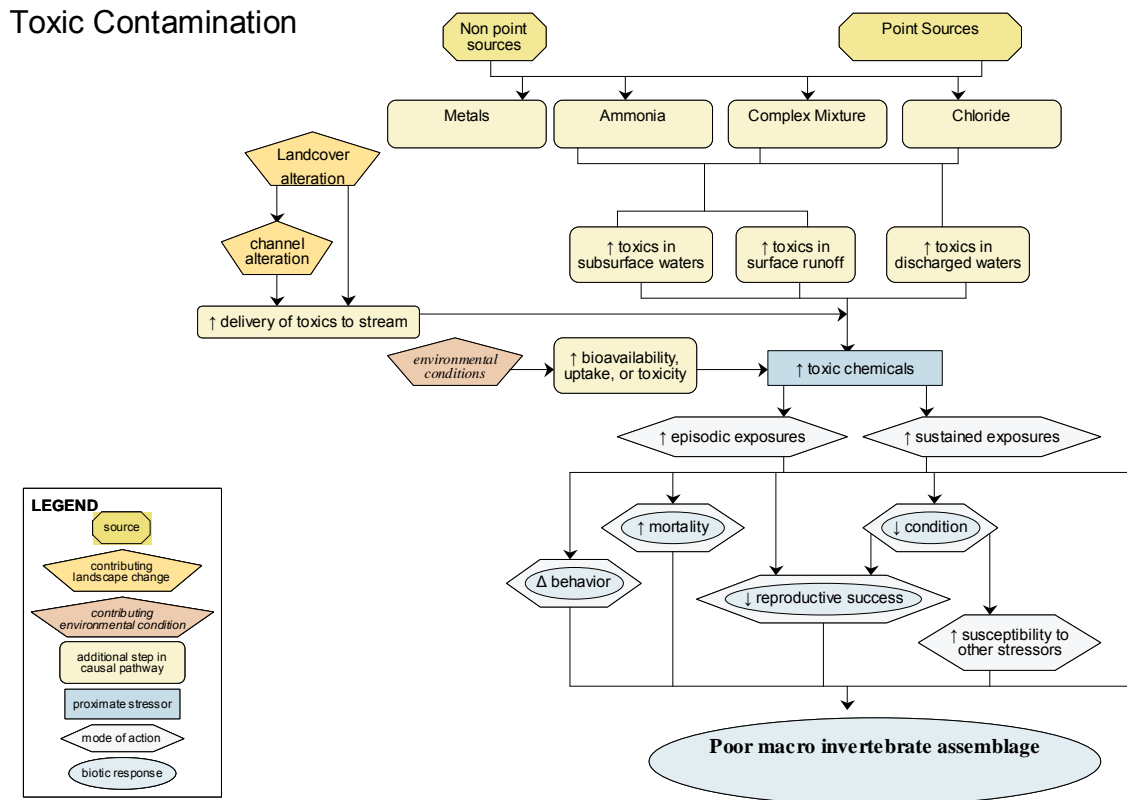 Toxic Contamination
Non point
sources
Point Sources
Metals
Ammonia
Complex Mixture
Chloride
Landcover
alteration
channel
alteration
↑ toxics in
subsurface waters
↑ toxics in
surface runoff
↑ toxics in
discharged waters
↑ delivery of toxics to stream
environmental
conditions
↑ bioavailability,
uptake, or toxicity
↑ toxic chemicals
↑ episodic exposures
↑ sustained exposures
↑ mortality
↓ condition
Δ behavior
↓ reproductive success
↑ susceptibility to
other stressors
Poor macro invertebrate assemblage
LEGEND
source
contributing
landscape change
contributing
environmental condition
additional step in
causal pathway
proximate stressor
mode of action
biotic response